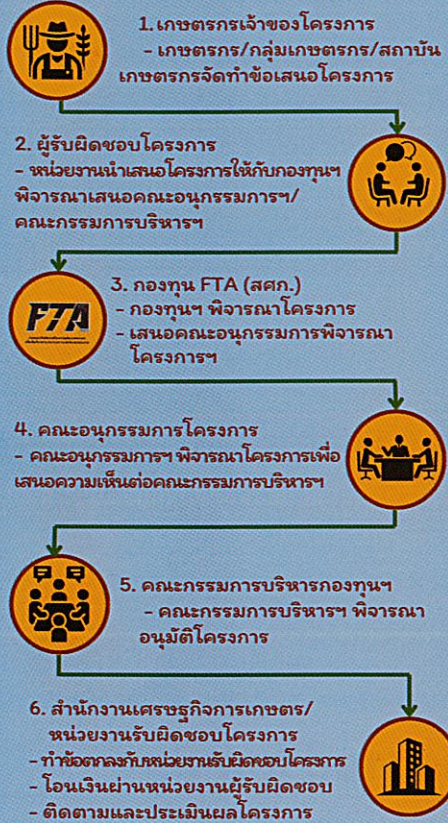 1. เกษตรกรเจ้าของโครงการ
- เกษตรกร/กลุ่มเกษตรกร/สถาบัน
เกษตรกรจัดทำข้อเสนอโครงการ
2. ผู้รับผิดชอบโครงการ
- หน่วยงานนำเสนอโครงการให้กับกองทุนฯ
พิจารณาเสนอคณะอนุกรรมการฯ/
คณะกรรมการบริหารฯ
FTA
3. กองทุน FTA (สศก.)
- กองทุนฯ พิจารณาโครงการ
- เสนอคณะอนุกรรมการพิจารณา
โครงการฯ
4. คณะอนุกรรมการโครงการ
- คณะอนุกรรมการฯ พิจารณาโครงการเพื่อ
เสนอความเห็นต่อคณะกรรมการบริหารฯ
5. คณะกรรมการบริหารกองทุนฯ
- คณะกรรมการบริหารฯ พิจารณา
อนุมัติโครงการ
6. สำนักงานเศรษฐกิจการเกษตร/
หน่วยงานรับผิดชอบโครงการ
- ทำข้อตกลงกับหน่วยงานรับผิดชอบโครงการ
- โอนเงินผ่านหน่วยงานผู้รับผิดชอบ
- ติดตามและประเมินผลโครงการ